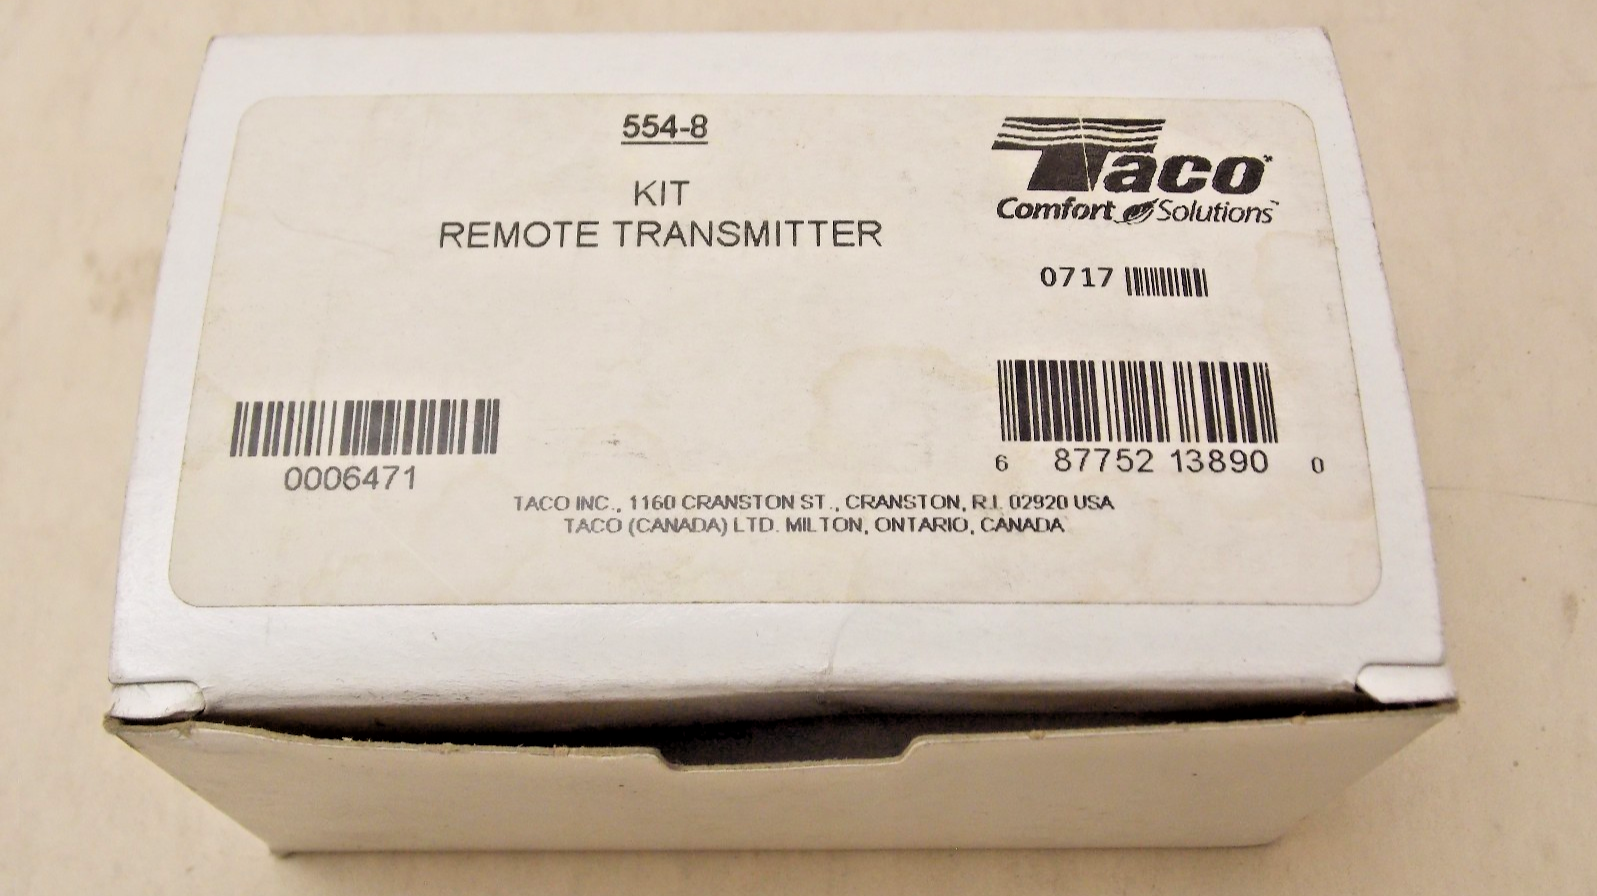 554-8
KIT
REMOTE TRANSMITTER
Taco
Comfort Solutions™
0717
0006471
6 87752 13890 0
TACO INC., 1160 CRANSTON ST., CRANSTON, R.I. 02920 USA
TACO (CANADA) LTD. MILTON, ONTARIO, CANADA